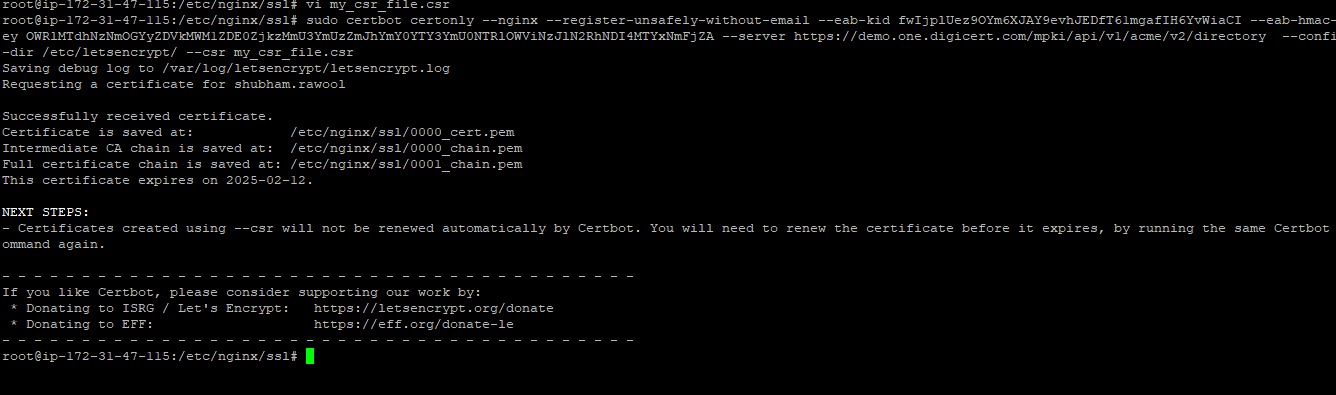 root@ip-172-31-47-115:/etc/nginx/ssl# vi my_csr_file.csr
root@ip-172-31-47-115:/etc/nginx/ssl# sudo certbot certonly --nginx --register-unsafely-without-email --eab-kid fwIjplUez9OYm6XJAY9evhJEDfT6lmgafIH6YvWiaCI --eab-hmac-
ey OWRlMTdhNzNmOGYyZDVkMWM1ZDE0ZjkzMmU3YmUzZmJhYmY0YTY3YmU0NTRlOWViNzJlN2RhNDI4MTYxNmFjZA --server https://demo.one.digicert.com/mpki/api/v1/acme/v2/directory  --confi
-dir /etc/letsencrypt/ --csr my_csr_file.csr
Saving debug log to /var/log/letsencrypt/letsencrypt.log
Requesting a certificate for shubham.rawool
Successfully received certificate.
Certificate is saved at:            /etc/nginx/ssl/0000_cert.pem
Intermediate CA chain is saved at:  /etc/nginx/ssl/0000_chain.pem
Full certificate chain is saved at: /etc/nginx/ssl/0001_chain.pem
This certificate expires on 2025-02-12.
NEXT STEPS:
- Certificates created using --csr will not be renewed automatically by Certbot. You will need to renew the certificate before it expires, by running the same Certbot
ommand again.
- - - - - - - - - - - - - - - - - - - - - - - - - - - - - - - - - - - - - - - -
If you like Certbot, please consider supporting our work by:
 * Donating to ISRG / Let's Encrypt:   https://letsencrypt.org/donate
 * Donating to EFF:                    https://eff.org/donate-le
- - - - - - - - - - - - - - - - - - - - - - - - - - - - - - - - - - - - - - - -
root@ip-172-31-47-115:/etc/nginx/ssl#